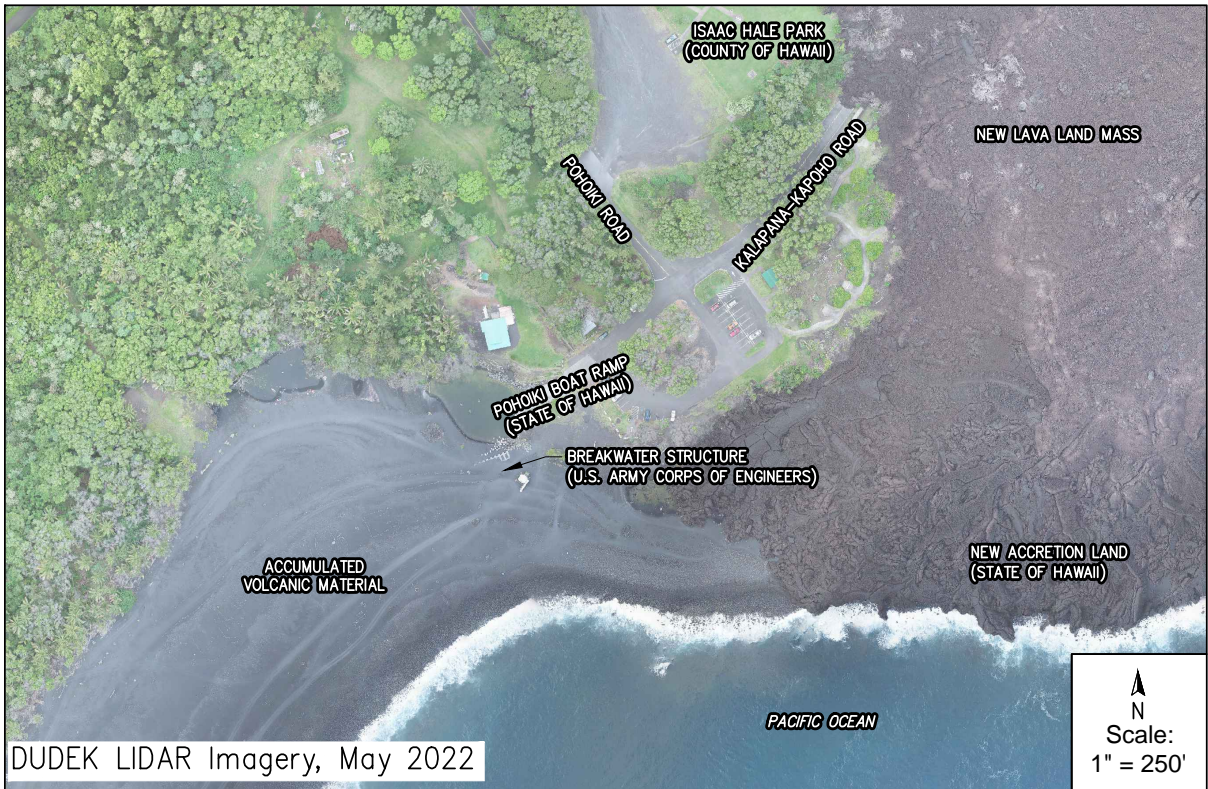 ISAAC HALE PARK
(COUNTY OF HAWAII)
NEW LAVA LAND MASS
POHOIKI ROAD
KALAPANA-KAPOHO ROAD
POHOIKI BOAT RAMP
(STATE OF HAWAII)
BREAKWATER STRUCTURE
(U.S. ARMY CORPS OF ENGINEERS)
ACCUMULATED
VOLCANIC MATERIAL
NEW ACCRETION LAND
(STATE OF HAWAII)
PACIFIC OCEAN
DUDEK LIDAR Imagery, May 2022
N
Scale:
1" = 250'